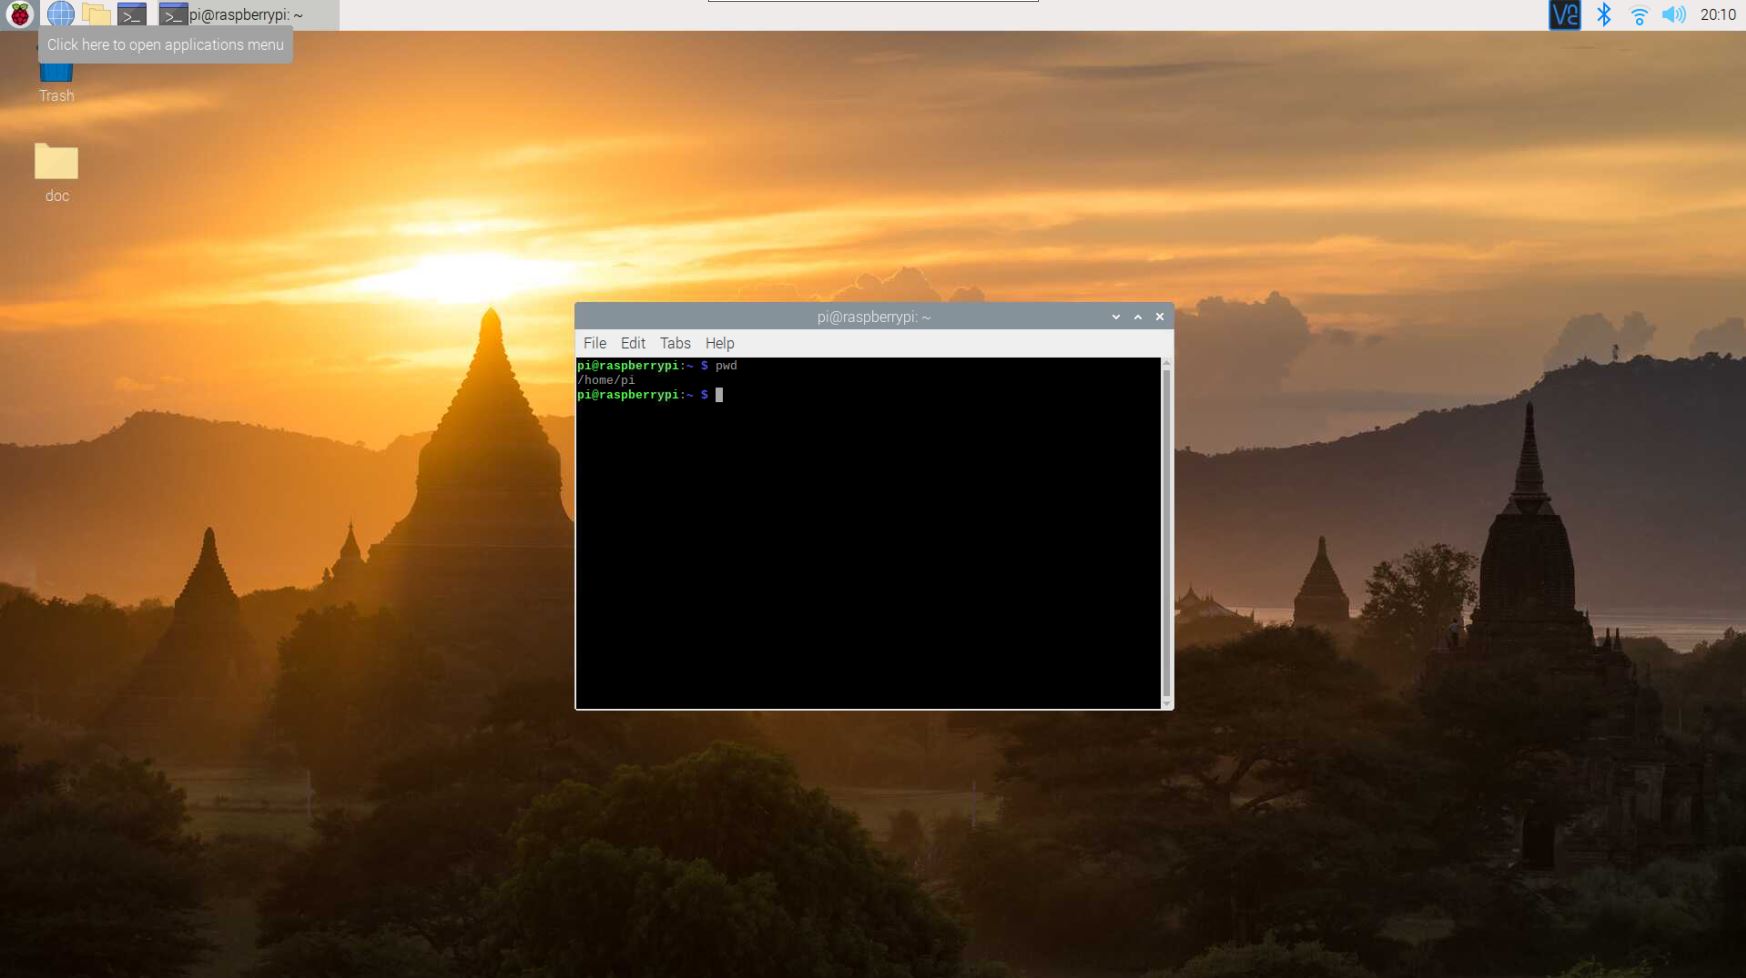 pi@raspberrypi: ~
20:10
Click here to open applications menu
Trash
doc
pi@raspberrypi: ~
File Edit Tabs Help
pi@raspberrypi:~ $ pwd
/home/pi
pi@raspberrypi:~ $